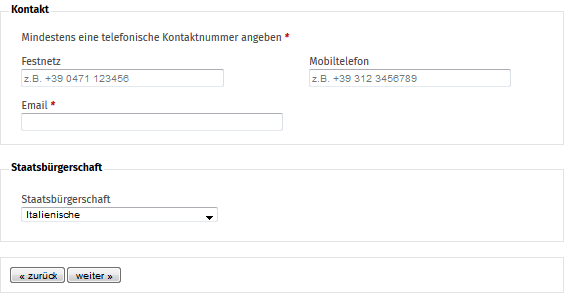 Kontakt
Mindestens eine telefonische Kontaktnummer angeben *
Festnetz Mobiltelefon
z.B. +39 0471 123456 z.B. +39 312 3456789
Email *
Staatsbürgerschaft
Staatsbürgerschaft
Italienische
« zurück weiter »